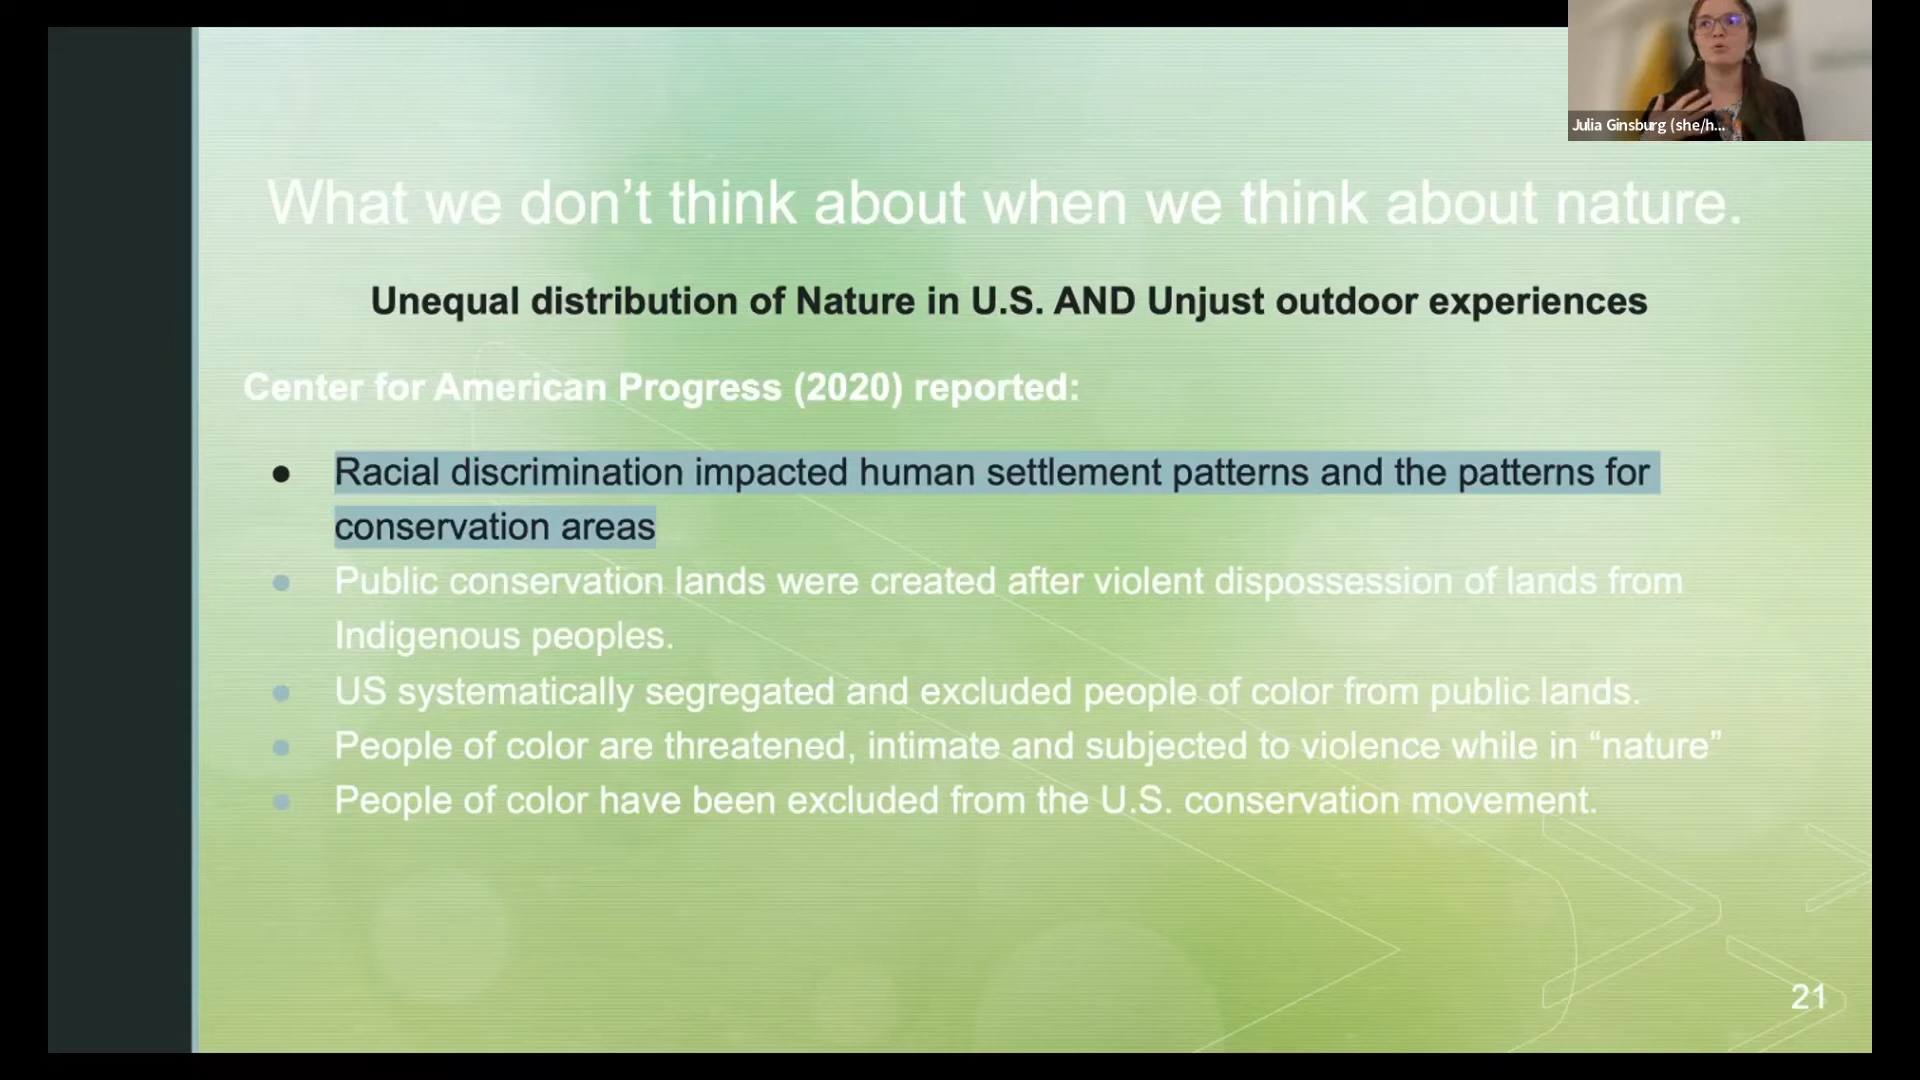 Julia Ginsburg (she/h...
What we don’t think about when we think about nature.
Unequal distribution of Nature in U.S. AND Unjust outdoor experiences
Center for American Progress (2020) reported:
● Racial discrimination impacted human settlement patterns and the patterns for
conservation areas
● Public conservation lands were created after violent dispossession of lands from
Indigenous peoples.
● US systematically segregated and excluded people of color from public lands.
● People of color are threatened, intimate and subjected to violence while in “nature”
● People of color have been excluded from the U.S. conservation movement.
21